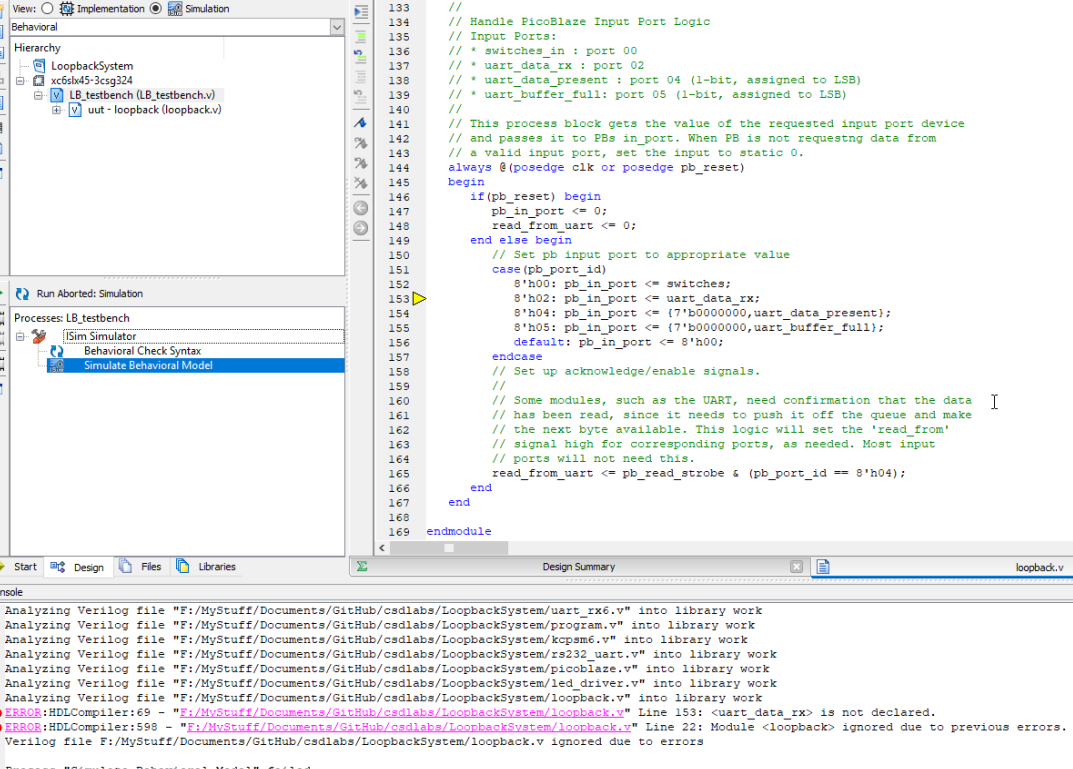 View: Implementation Simulation
Behavioral
Hierarchy
LoopbackSystem
xc6slx45-3csg324
LB_testbench (LB_testbench.v)
uut - loopback (loopback.v)
Run Aborted: Simulation
Processes: LB_testbench
ISim Simulator
Behavioral Check Syntax
Simulate Behavioral Model
Start Design Files Libraries
133 //
134 // Handle PicoBlaze Input Port Logic
135 // Input Ports:
136 // * switches_in : port 00
137 // * uart_data_rx : port 02
138 // * uart_data_present : port 04 (1-bit, assigned to LSB)
139 // * uart_buffer_full: port 05 (1-bit, assigned to LSB)
140 //
141 // This process block gets the value of the requested input port device
142 // and passes it to PBs in_port. When PB is not requestng data from
143 // a valid input port, set the input to static 0.
144 always @(posedge clk or posedge pb_reset)
145 begin
146 if(pb_reset) begin
147 pb_in_port <= 0;
148 read_from_uart <= 0;
149 end else begin
150 // Set pb input port to appropriate value
151 case(pb_port_id)
152 8'h00: pb_in_port <= switches;
153 8'h02: pb_in_port <= uart_data_rx;
154 8'h04: pb_in_port <= {7'b0000000,uart_data_present};
155 8'h05: pb_in_port <= {7'b0000000,uart_buffer_full};
156 default: pb_in_port <= 8'h00;
157 endcase
158 // Set up acknowledge/enable signals.
159 //
160 // Some modules, such as the UART, need confirmation that the data
161 // has been read, since it needs to push it off the queue and make
162 // the next byte available. This logic will set the 'read_from'
163 // signal high for corresponding ports, as needed. Most input
164 // ports will not need this.
165 read_from_uart <= pb_read_strobe & (pb_port_id == 8'h04);
166 end
167 end
168
169 endmodule
Design Summary loopback.v
nsole
Analyzing Verilog file "F:/MyStuff/Documents/GitHub/csdlabs/LoopbackSystem/uart_rx6.v" into library work
Analyzing Verilog file "F:/MyStuff/Documents/GitHub/csdlabs/LoopbackSystem/program.v" into library work
Analyzing Verilog file "F:/MyStuff/Documents/GitHub/csdlabs/LoopbackSystem/kcpsm6.v" into library work
Analyzing Verilog file "F:/MyStuff/Documents/GitHub/csdlabs/LoopbackSystem/rs232_uart.v" into library work
Analyzing Verilog file "F:/MyStuff/Documents/GitHub/csdlabs/LoopbackSystem/picoblaze.v" into library work
Analyzing Verilog file "F:/MyStuff/Documents/GitHub/csdlabs/LoopbackSystem/led_driver.v" into library work
Analyzing Verilog file "F:/MyStuff/Documents/GitHub/csdlabs/LoopbackSystem/loopback.v" into library work
ERROR:HDLCompiler:69 - "F:/MyStuff/Documents/GitHub/csdlabs/LoopbackSystem/loopback.v" Line 153: <uart_data_rx> is not declared.
ERROR:HDLCompiler:598 - "F:/MyStuff/Documents/GitHub/csdlabs/LoopbackSystem/loopback.v" Line 22: Module <loopback> ignored due to previous errors.
Verilog file F:/MyStuff/Documents/GitHub/csdlabs/LoopbackSystem/loopback.v ignored due to errors